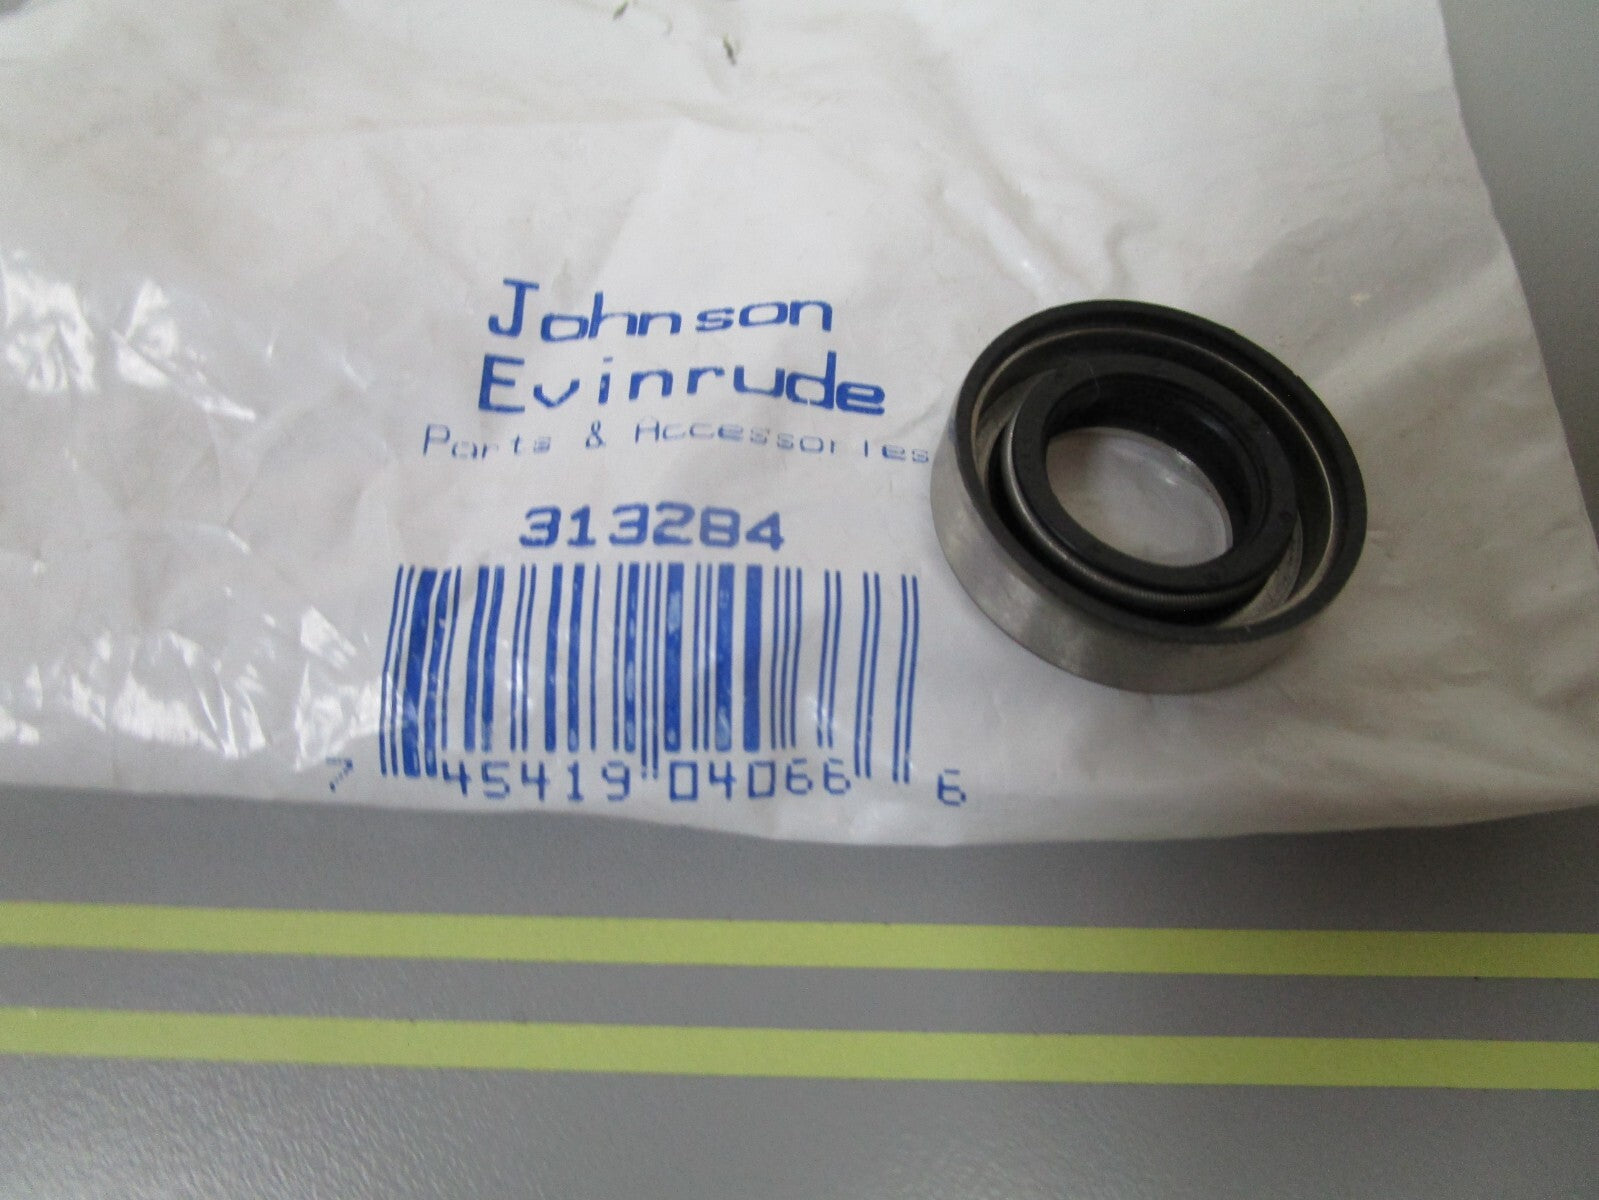 Johnson
Evinrude
Parts & Accessories
313284
7 45419 04066 6